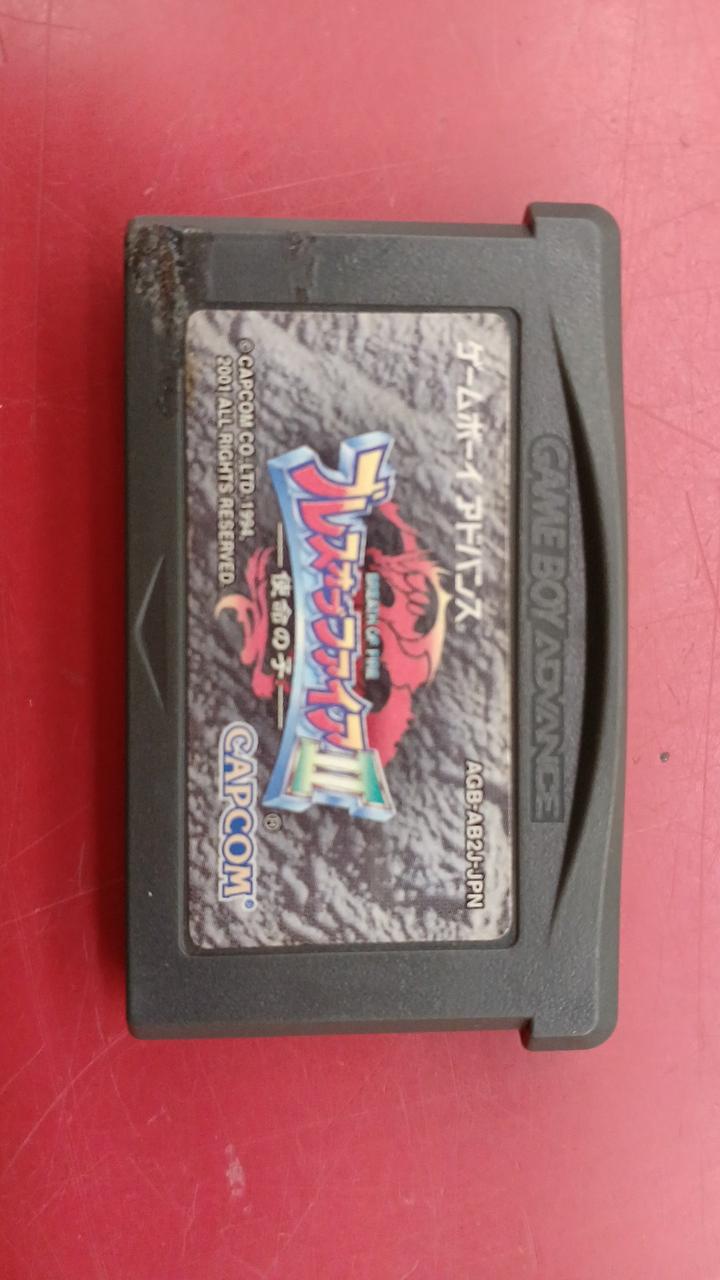 GAME BOY ADVANCE
ゲームボーイ アドバンス
AGB-AB2J-JPN
BREATH OF FIRE
ブレスオブファイアII
使命の子
©CAPCOM CO.,LTD. 1994,
2001 ALL RIGHTS RESERVED.
CAPCOM®